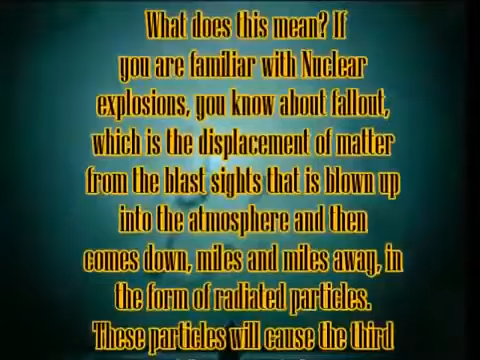 What does this mean? If
you are familiar with Nuclear
explosions, you know about fallout,
which is the displacement of matter
from the blast sights that is blown up
into the atmosphere and then
comes down, miles and miles away, in
the form of radiated particles.
These particles will cause the third